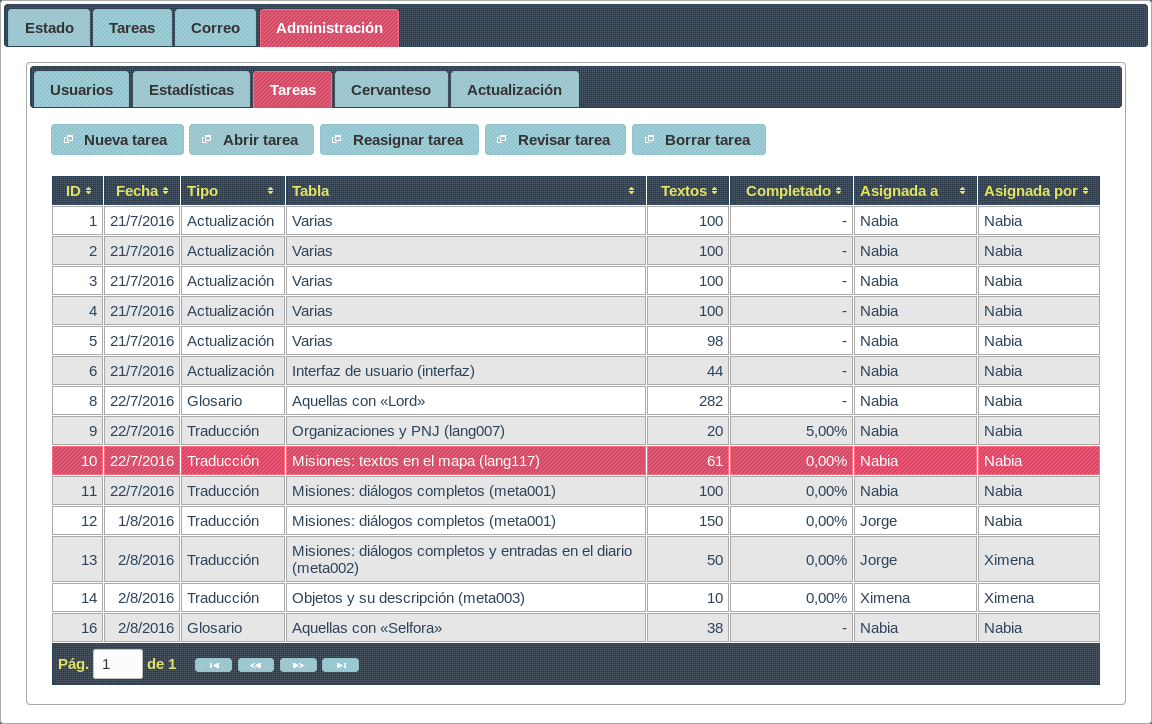 Estado Tareas Correo Administración
Usuarios Estadísticas Tareas Cervanteso Actualización
Nueva tarea Abrir tarea Reasignar tarea Revisar tarea Borrar tarea
ID Fecha Tipo Tabla Textos Completado Asignada a Asignada por
1 21/7/2016 Actualización Varias 100 - Nabia Nabia
2 21/7/2016 Actualización Varias 100 - Nabia Nabia
3 21/7/2016 Actualización Varias 100 - Nabia Nabia
4 21/7/2016 Actualización Varias 100 - Nabia Nabia
5 21/7/2016 Actualización Varias 98 - Nabia Nabia
6 21/7/2016 Actualización Interfaz de usuario (interfaz) 44 - Nabia Nabia
8 22/7/2016 Glosario Aquellas con «Lord» 282 - Nabia Nabia
9 22/7/2016 Traducción Organizaciones y PNJ (lang007) 20 5,00% Nabia Nabia
10 22/7/2016 Traducción Misiones: textos en el mapa (lang117) 61 0,00% Nabia Nabia
11 22/7/2016 Traducción Misiones: diálogos completos (meta001) 100 0,00% Nabia Nabia
12 1/8/2016 Traducción Misiones: diálogos completos (meta001) 150 0,00% Jorge Nabia
13 2/8/2016 Traducción Misiones: diálogos completos y entradas en el diario 50 0,00% Jorge Ximena
(meta002)
14 2/8/2016 Traducción Objetos y su descripción (meta003) 10 0,00% Ximena Ximena
16 2/8/2016 Glosario Aquellas con «Selfora» 38 - Nabia Nabia
Pág. 1 de 1